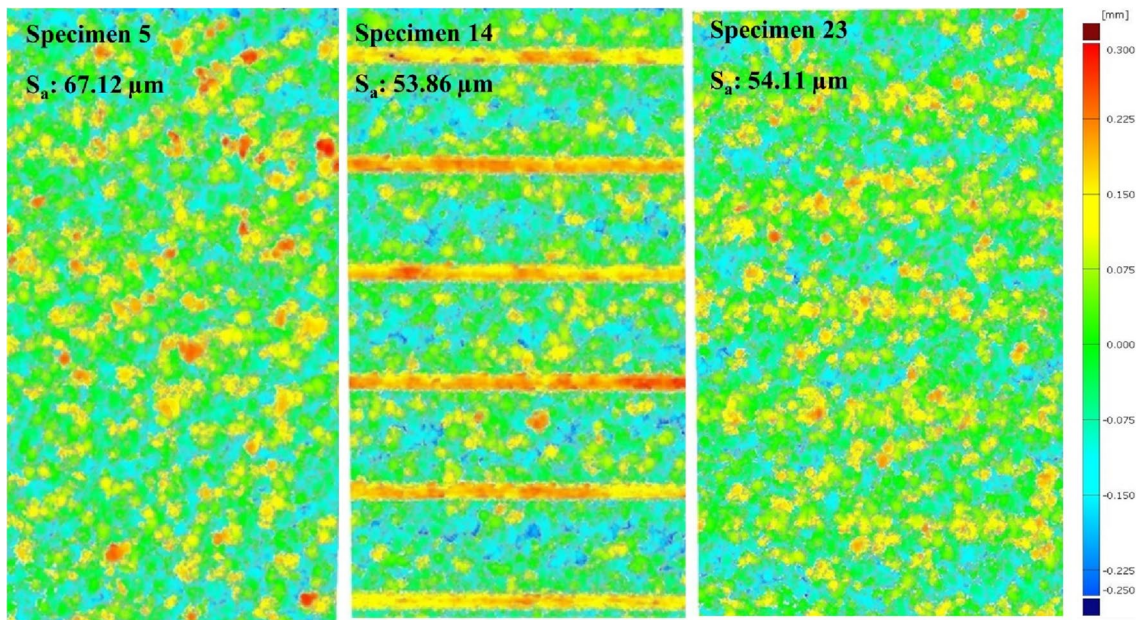 Specimen 5
Sₐ: 67.12 μm
Specimen 14
Sₐ: 53.86 μm
Specimen 23
Sₐ: 54.11 μm
[mm]
0.300
0.225
0.150
0.075
0.000
-0.075
-0.150
-0.225
-0.250